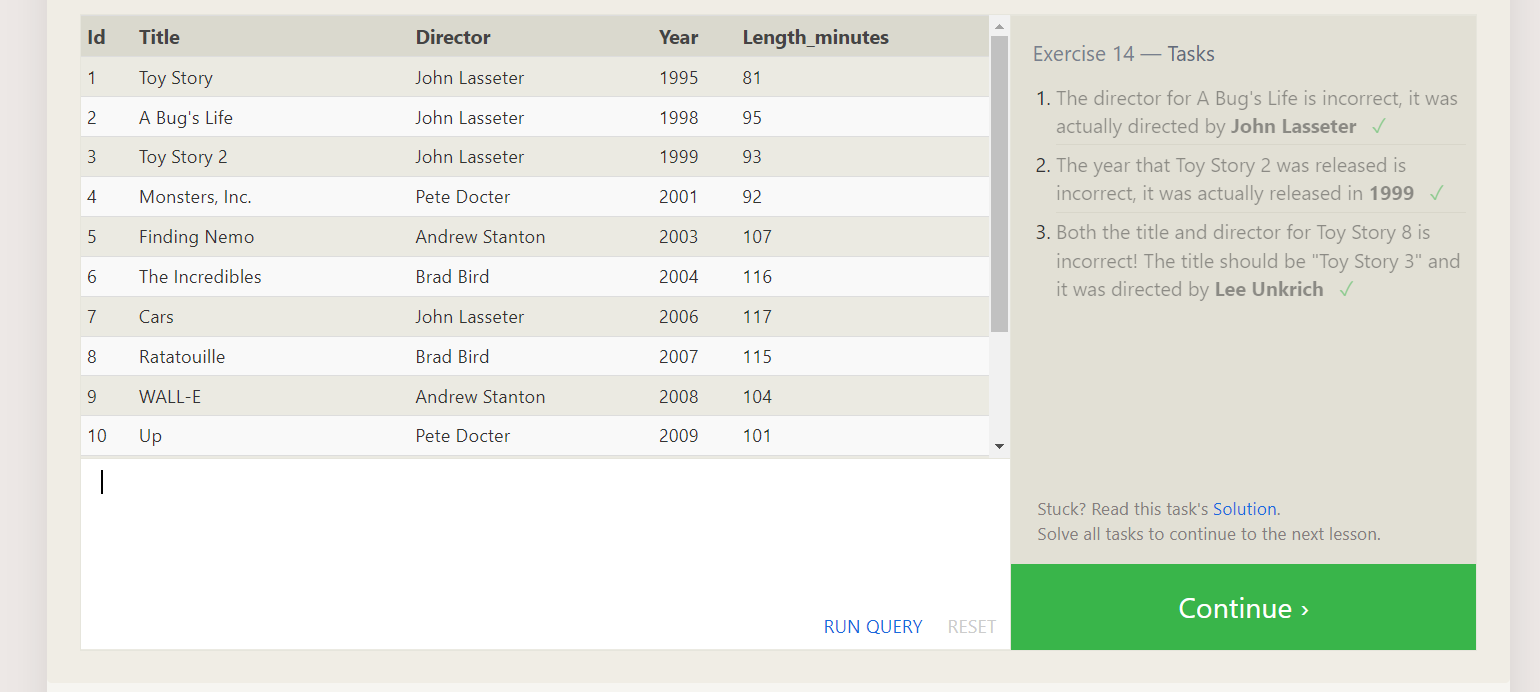 Id Title Director Year Length_minutes
1 Toy Story John Lasseter 1995 81
2 A Bug's Life John Lasseter 1998 95
3 Toy Story 2 John Lasseter 1999 93
4 Monsters, Inc. Pete Docter 2001 92
5 Finding Nemo Andrew Stanton 2003 107
6 The Incredibles Brad Bird 2004 116
7 Cars John Lasseter 2006 117
8 Ratatouille Brad Bird 2007 115
9 WALL-E Andrew Stanton 2008 104
10 Up Pete Docter 2009 101
RUN QUERY RESET
Exercise 14 — Tasks
1. The director for A Bug's Life is incorrect, it was
actually directed by John Lasseter ✓
2. The year that Toy Story 2 was released is
incorrect, it was actually released in 1999 ✓
3. Both the title and director for Toy Story 8 is
incorrect! The title should be "Toy Story 3" and
it was directed by Lee Unkrich ✓
Stuck? Read this task's Solution.
Solve all tasks to continue to the next lesson.
Continue ›